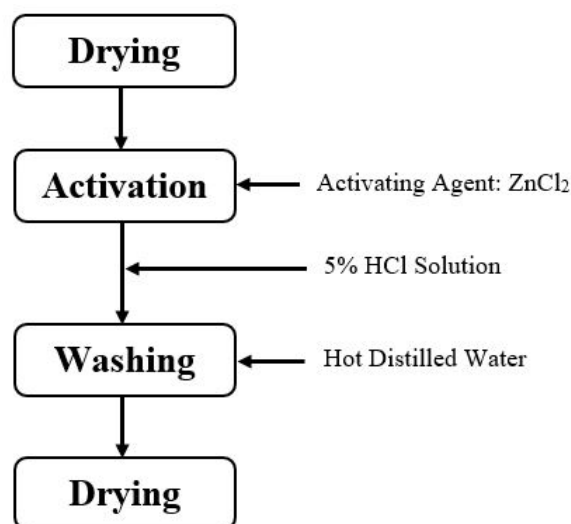 Drying
Activation
Activating Agent: ZnCl₂
5% HCl Solution
Washing
Hot Distilled Water
Drying